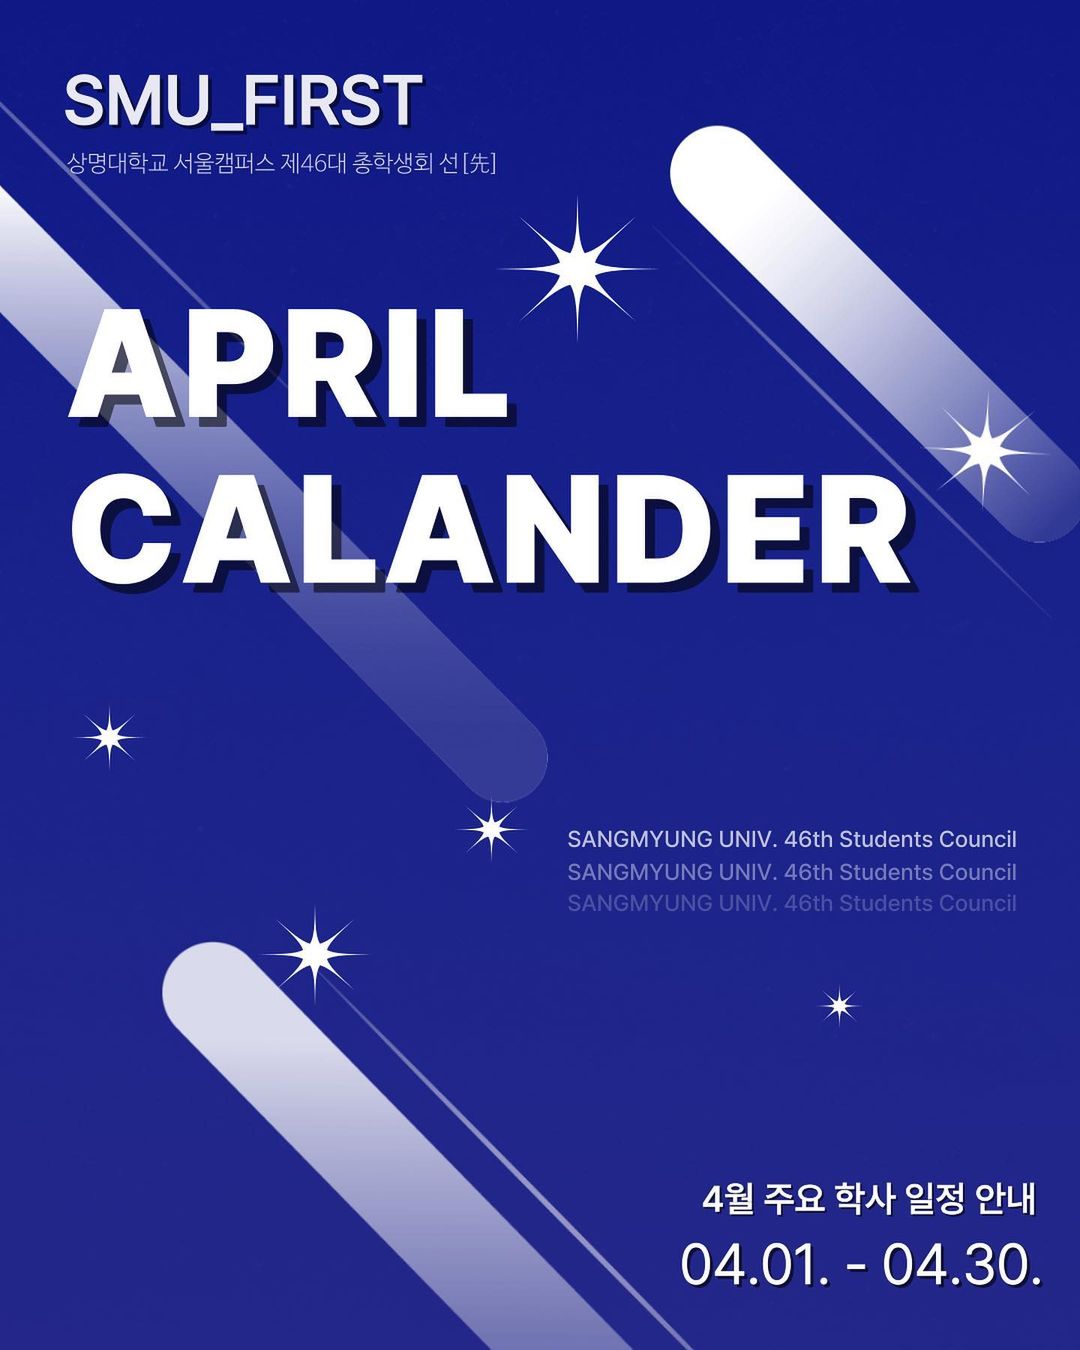 SMU_FIRST
상명대학교 서울캠퍼스 제46대 총학생회 선[先]
APRIL
CALANDER
SANGMYUNG UNIV. 46th Students Council
SANGMYUNG UNIV. 46th Students Council
SANGMYUNG UNIV. 46th Students Council
4월 주요 학사 일정 안내
04.01. - 04.30.